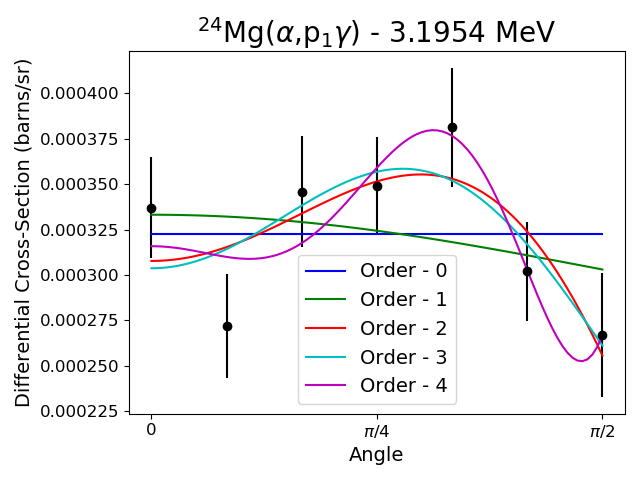 ²⁴Mg(α,p₁γ) - 3.1954 MeV
Differential Cross-Section (barns/sr)
0.000400
0.000375
0.000350
0.000325
0.000300
0.000275
0.000250
0.000225
Order - 0
Order - 1
Order - 2
Order - 3
Order - 4
0 π/4 π/2
Angle